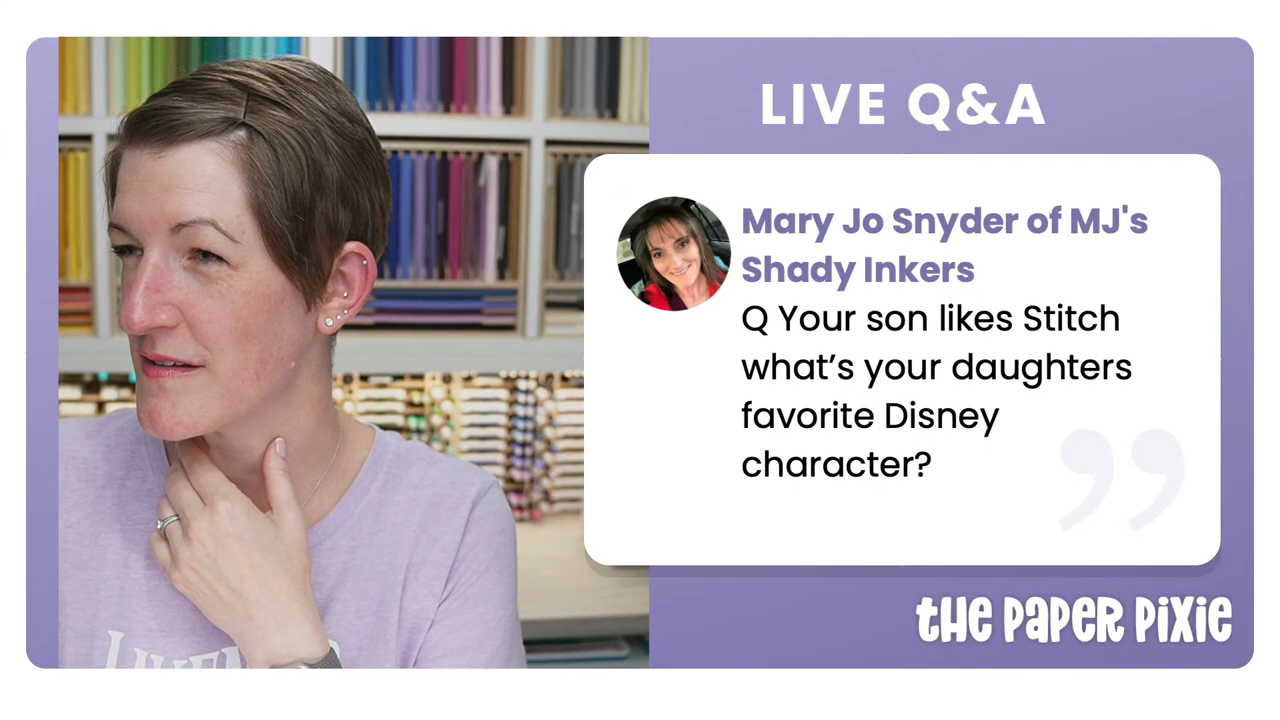 LIVE Q&A
Mary Jo Snyder of MJ's
Shady Inkers
Q Your son likes Stitch
what’s your daughters
favorite Disney
character?
the PAPER PIXIE